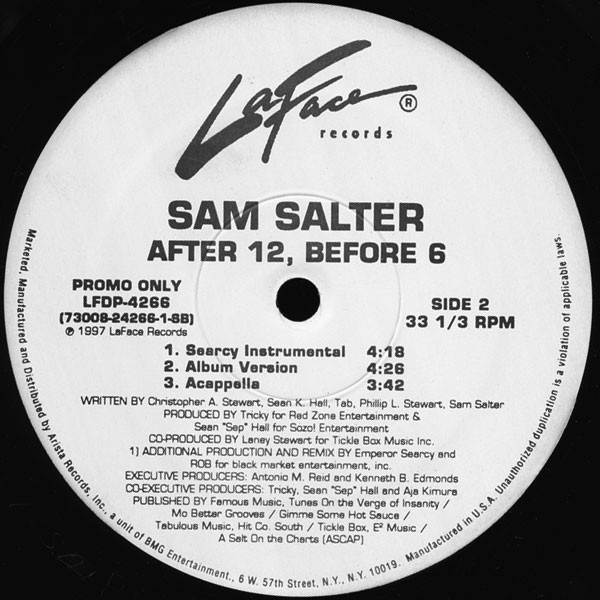 LaFace ®
records
SAM SALTER
AFTER 12, BEFORE 6
PROMO ONLY
LFDP-4266
(73008-24266-1-SB)
℗ 1997 LaFace Records
SIDE 2
33 1/3 RPM
1. Searcy Instrumental 4:18
2. Album Version 4:26
3. Acappella 3:42
WRITTEN BY Christopher A. Stewart, Sean K. Hall, Tab, Phillip L. Stewart, Sam Salter
PRODUCED BY Tricky for Red Zone Entertainment &
Sean "Sep" Hall for Sozo! Entertainment
CO-PRODUCED BY Laney Stewart for Tickle Box Music Inc.
1) ADDITIONAL PRODUCTION AND REMIX BY Emperor Searcy and
ROB for black market entertainment, inc.
EXECUTIVE PRODUCERS: Antonio M. Reid and Kenneth B. Edmonds
CO-EXECUTIVE PRODUCERS: Tricky, Sean "Sep" Hall and Aja Kimura
PUBLISHED BY Famous Music, Tunes On the Verge of Insanity /
Mo Better Grooves / Gimme Some Hot Sauce /
Tabulous Music, Hit Co. South / Tickle Box, E² Music /
A Salt On the Charts (ASCAP)
Marketed, Manufactured and Distributed by Arista Records, Inc., a unit of BMG Entertainment, 6 W. 57th Street, N.Y., N.Y. 10019. Manufactured in U.S.A. Unauthorized duplication is a violation of applicable laws.